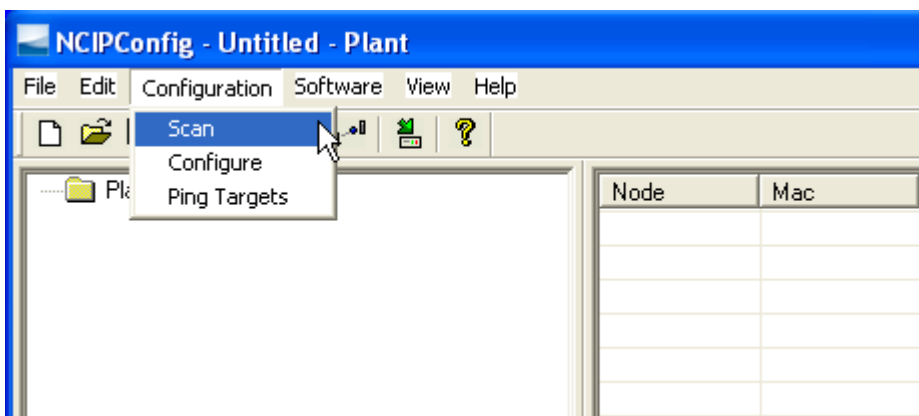 NCIPConfig - Untitled - Plant
File Edit Configuration Software View Help
Scan
Configure
Ping Targets
Node Mac